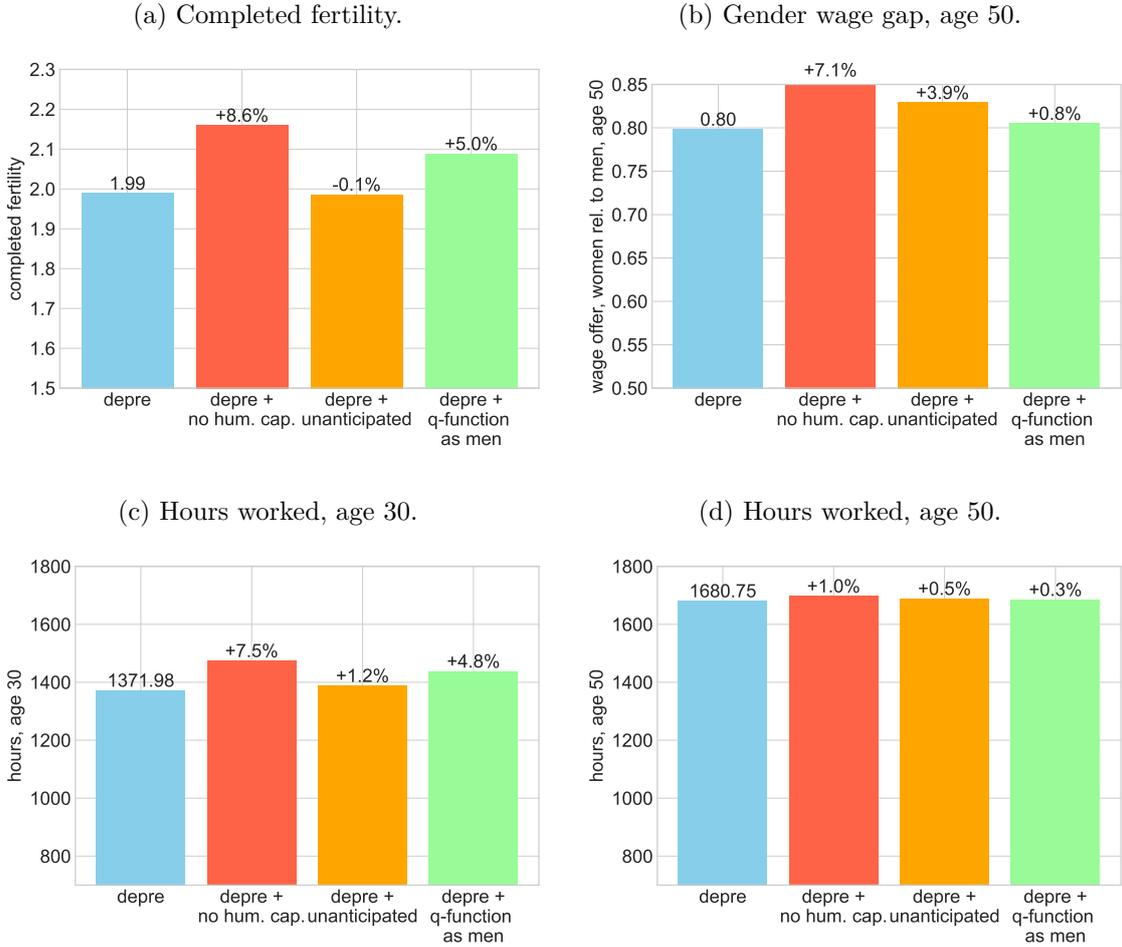 (a) Completed fertility.
completed fertility
2.3
2.2
2.1
2.0
1.9
1.8
1.7
1.6
1.5
1.99
+8.6%
-0.1%
+5.0%
depre
depre +
no hum. cap.
depre +
unanticipated
depre +
q-function
as men
(b) Gender wage gap, age 50.
wage offer, women rel. to men, age 50
0.85
0.80
0.75
0.70
0.65
0.60
0.55
0.50
0.80
+7.1%
+3.9%
+0.8%
depre
depre +
no hum. cap.
depre +
unanticipated
depre +
q-function
as men
(c) Hours worked, age 30.
hours, age 30
1800
1600
1400
1200
1000
800
1371.98
+7.5%
+1.2%
+4.8%
depre
depre +
no hum. cap.
depre +
unanticipated
depre +
q-function
as men
(d) Hours worked, age 50.
hours, age 50
1800
1600
1400
1200
1000
800
1680.75
+1.0%
+0.5%
+0.3%
depre
depre +
no hum. cap.
depre +
unanticipated
depre +
q-function
as men